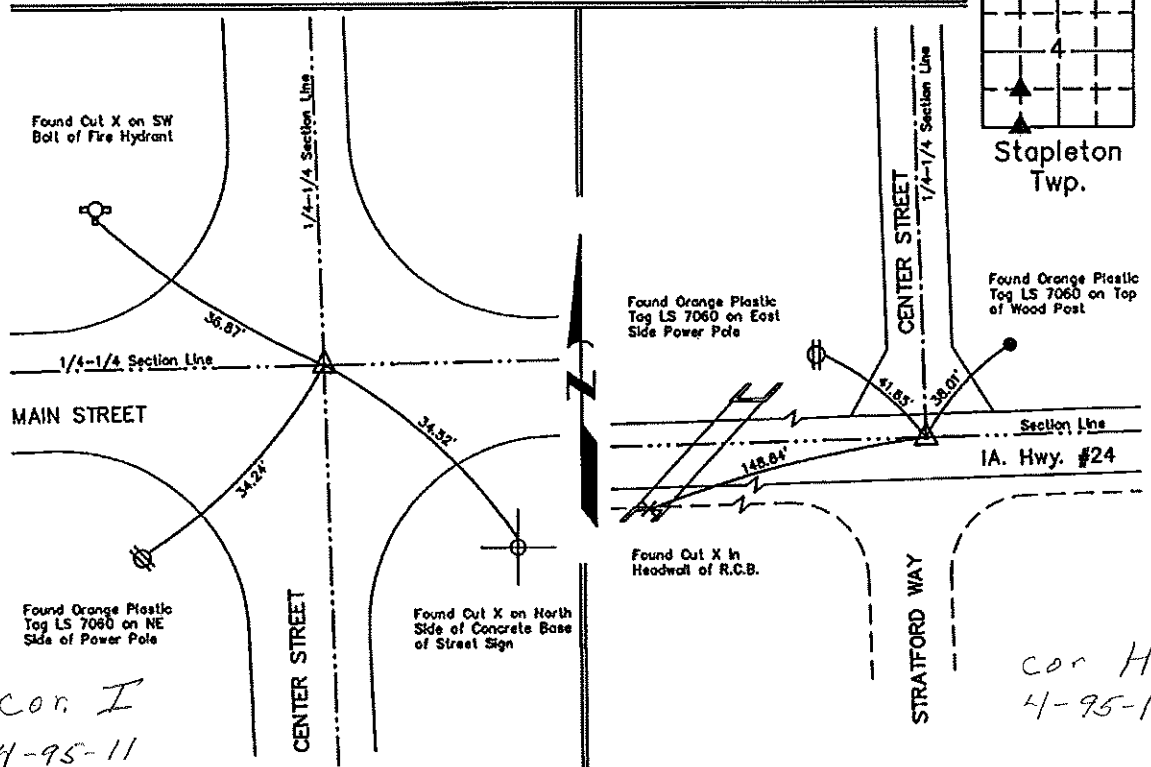 Found Cut X on SW
Bolt of Fire Hydrant
1/4-1/4 Section Line
36.87'
1/4-1/4 Section Line
MAIN STREET
34.52'
34.24'
Found Orange Plastic
Tag LS 7060 on NE
Side of Power Pole
Found Cut X on North
Side of Concrete Base
of Street Sign
CENTER STREET
cor. I
4-95-11
N
4
Stapleton
Twp.
1/4-1/4 Section Line
CENTER STREET
Found Orange Plastic
Tag LS 7060 on East
Side Power Pole
Found Orange Plastic
Tag LS 7060 on Top
of Wood Post
41.85'
38.01'
Section Line
IA. Hwy. #24
148.84'
Found Cut X in
Headwall of R.C.B.
STRATFORD WAY
cor H
4-95-1